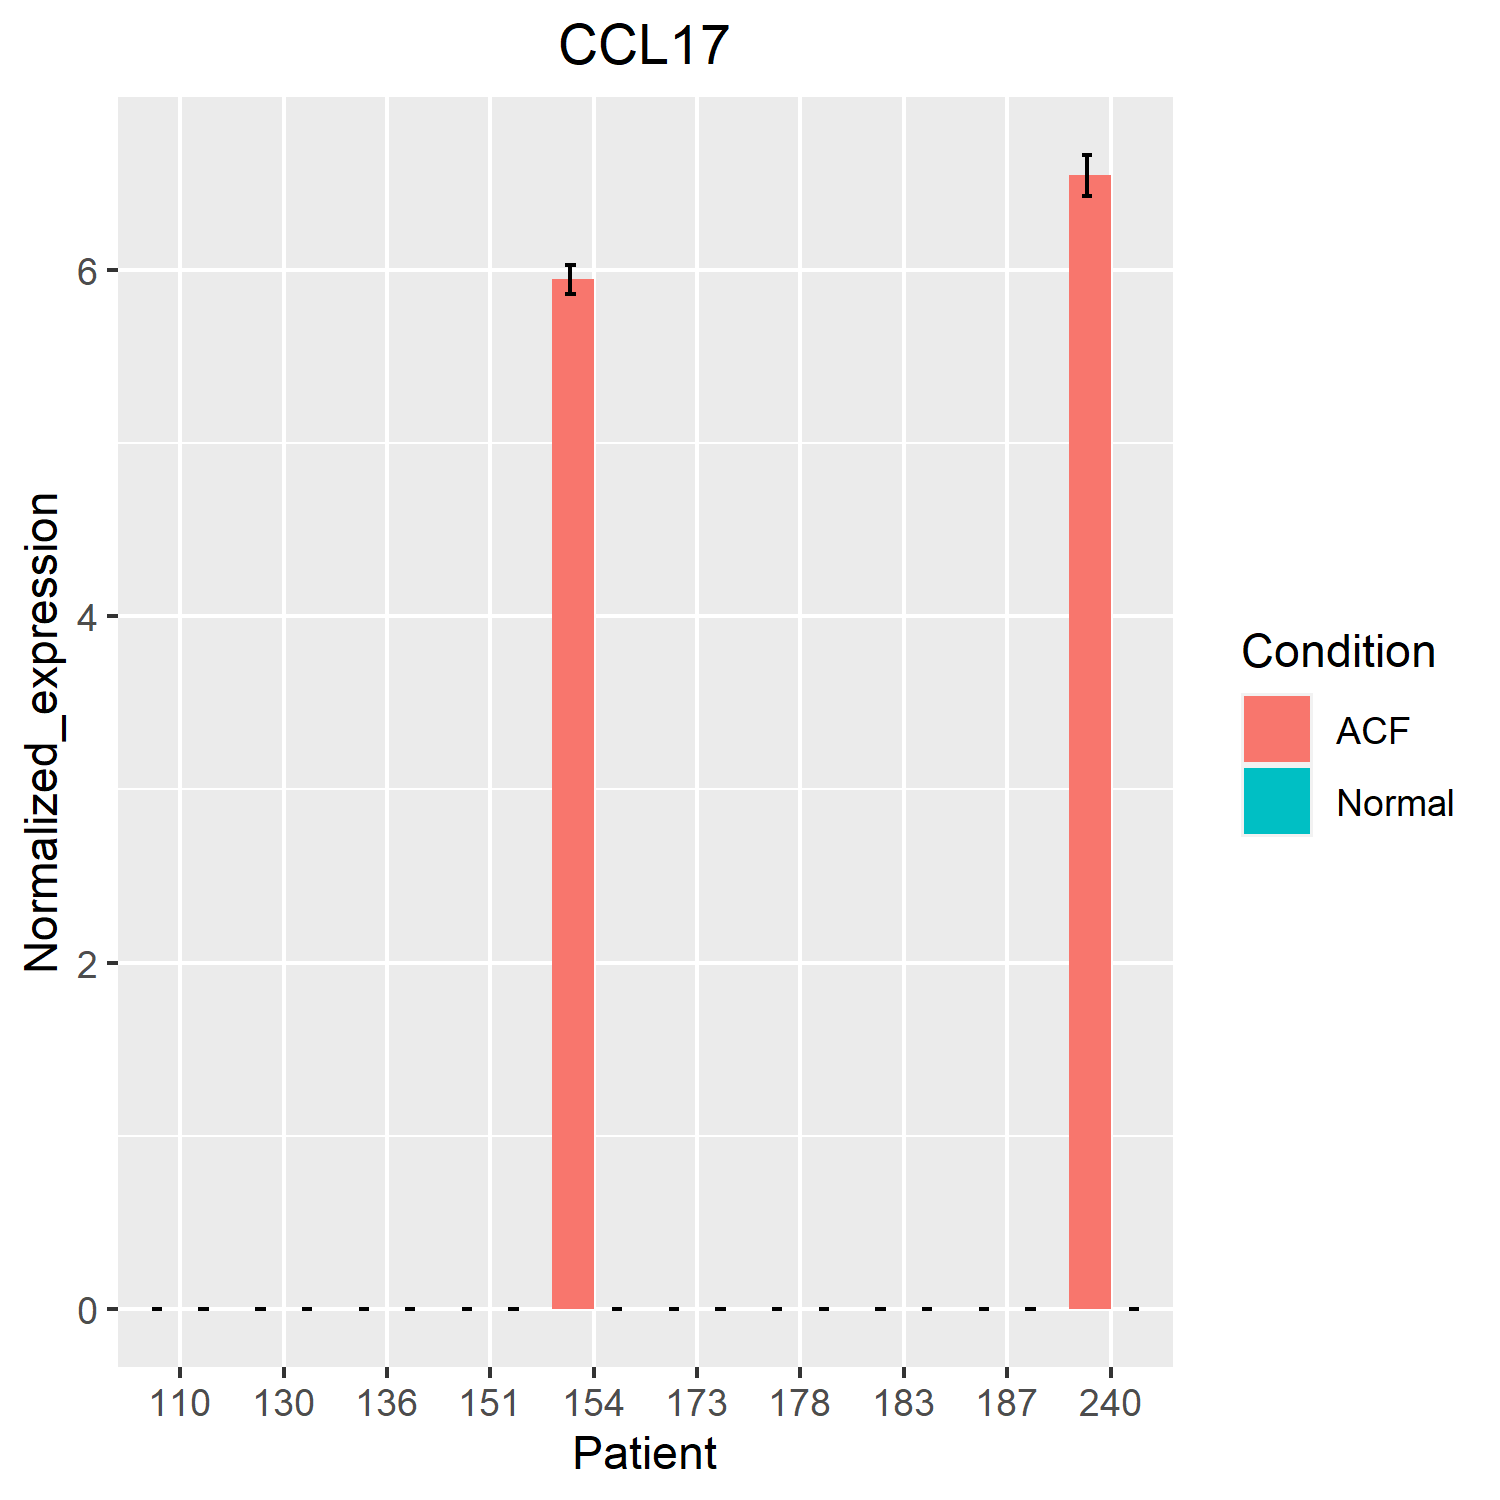 CCL17
Normalized_expression
6
4
2
0
110 130 136 151 154 173 178 183 187 240
Patient
Condition
ACF
Normal